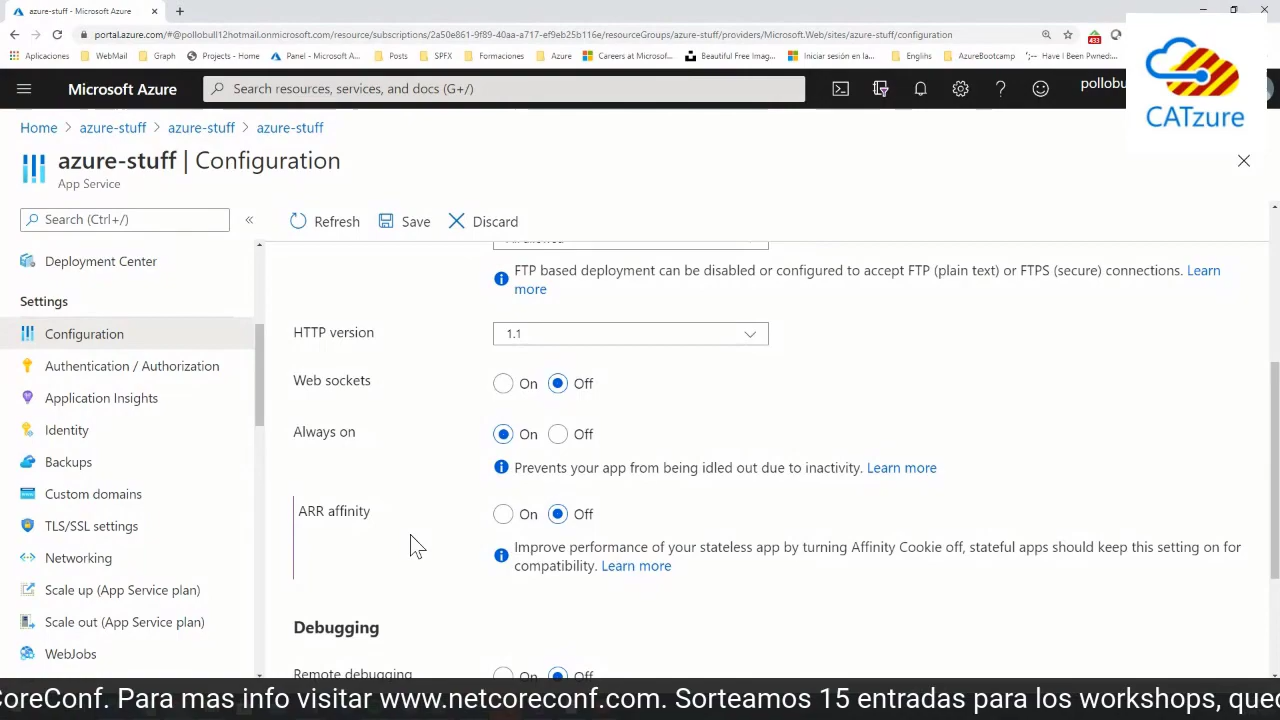 azure-stuff - Microsoft Azure
portal.azure.com/#@pollobull12hotmail.onmicrosoft.com/resource/subscriptions/2a50e861-9f89-40aa-a717-ef9eb25b116e/resourceGroups/azure-stuff/providers/Microsoft.Web/sites/azure-stuff/configuration
Aplicaciones WebMail Graph Projects - Home Panel - Microsoft Azure Posts SPFX Formaciones Azure Careers at Microsof... Beautiful Free Imag... Iniciar sesión en la... Englihs AzureBootcamp Have I Been Pwned...
Microsoft Azure
Search resources, services, and docs (G+/)
pollobu
CATzure
Home > azure-stuff > azure-stuff > azure-stuff
azure-stuff | Configuration
App Service
Search (Ctrl+/)
Refresh Save Discard
Deployment Center
Settings
Configuration
Authentication / Authorization
Application Insights
Identity
Backups
Custom domains
TLS/SSL settings
Networking
Scale up (App Service plan)
Scale out (App Service plan)
WebJobs
FTP based deployment can be disabled or configured to accept FTP (plain text) or FTPS (secure) connections. Learn
more
HTTP version 1.1
Web sockets On Off
Always on On Off
Prevents your app from being idled out due to inactivity. Learn more
ARR affinity On Off
Improve performance of your stateless app by turning Affinity Cookie off, stateful apps should keep this setting on for
compatibility. Learn more
Debugging
Remote debugging On Off
CoreConf. Para mas info visitar www.netcoreconf.com. Sorteamos 15 entradas para los workshops, qued